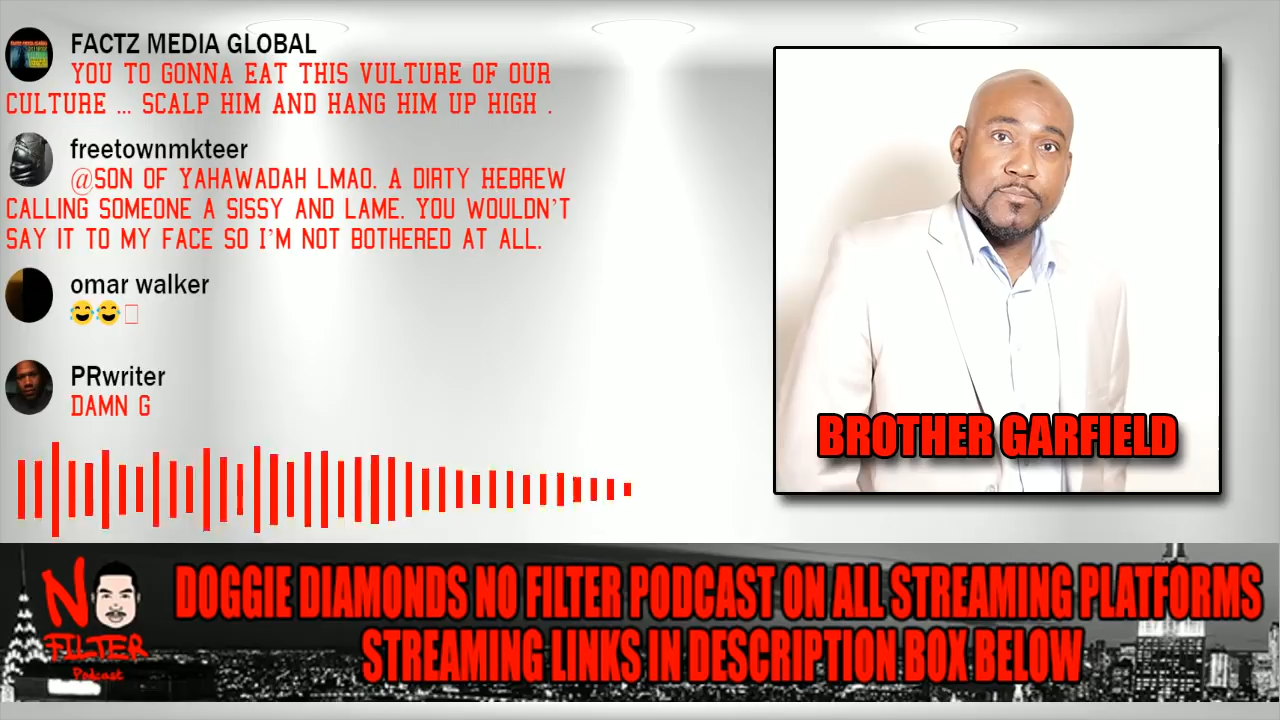 FACTZ MEDIA GLOBAL
YOU TO GONNA EAT THIS VULTURE OF OUR
CULTURE ... SCALP HIM AND HANG HIM UP HIGH .
freetownmkteer
@SON OF YAHAWADAH LMAO. A DIRTY HEBREW
CALLING SOMEONE A SISSY AND LAME. YOU WOULDN'T
SAY IT TO MY FACE SO I'M NOT BOTHERED AT ALL.
omar walker
😂😂
PRwriter
DAMN G
BROTHER GARFIELD
NO
FILTER
Podcast
DOGGIE DIAMONDS NO FILTER PODCAST ON ALL STREAMING PLATFORMS
STREAMING LINKS IN DESCRIPTION BOX BELOW